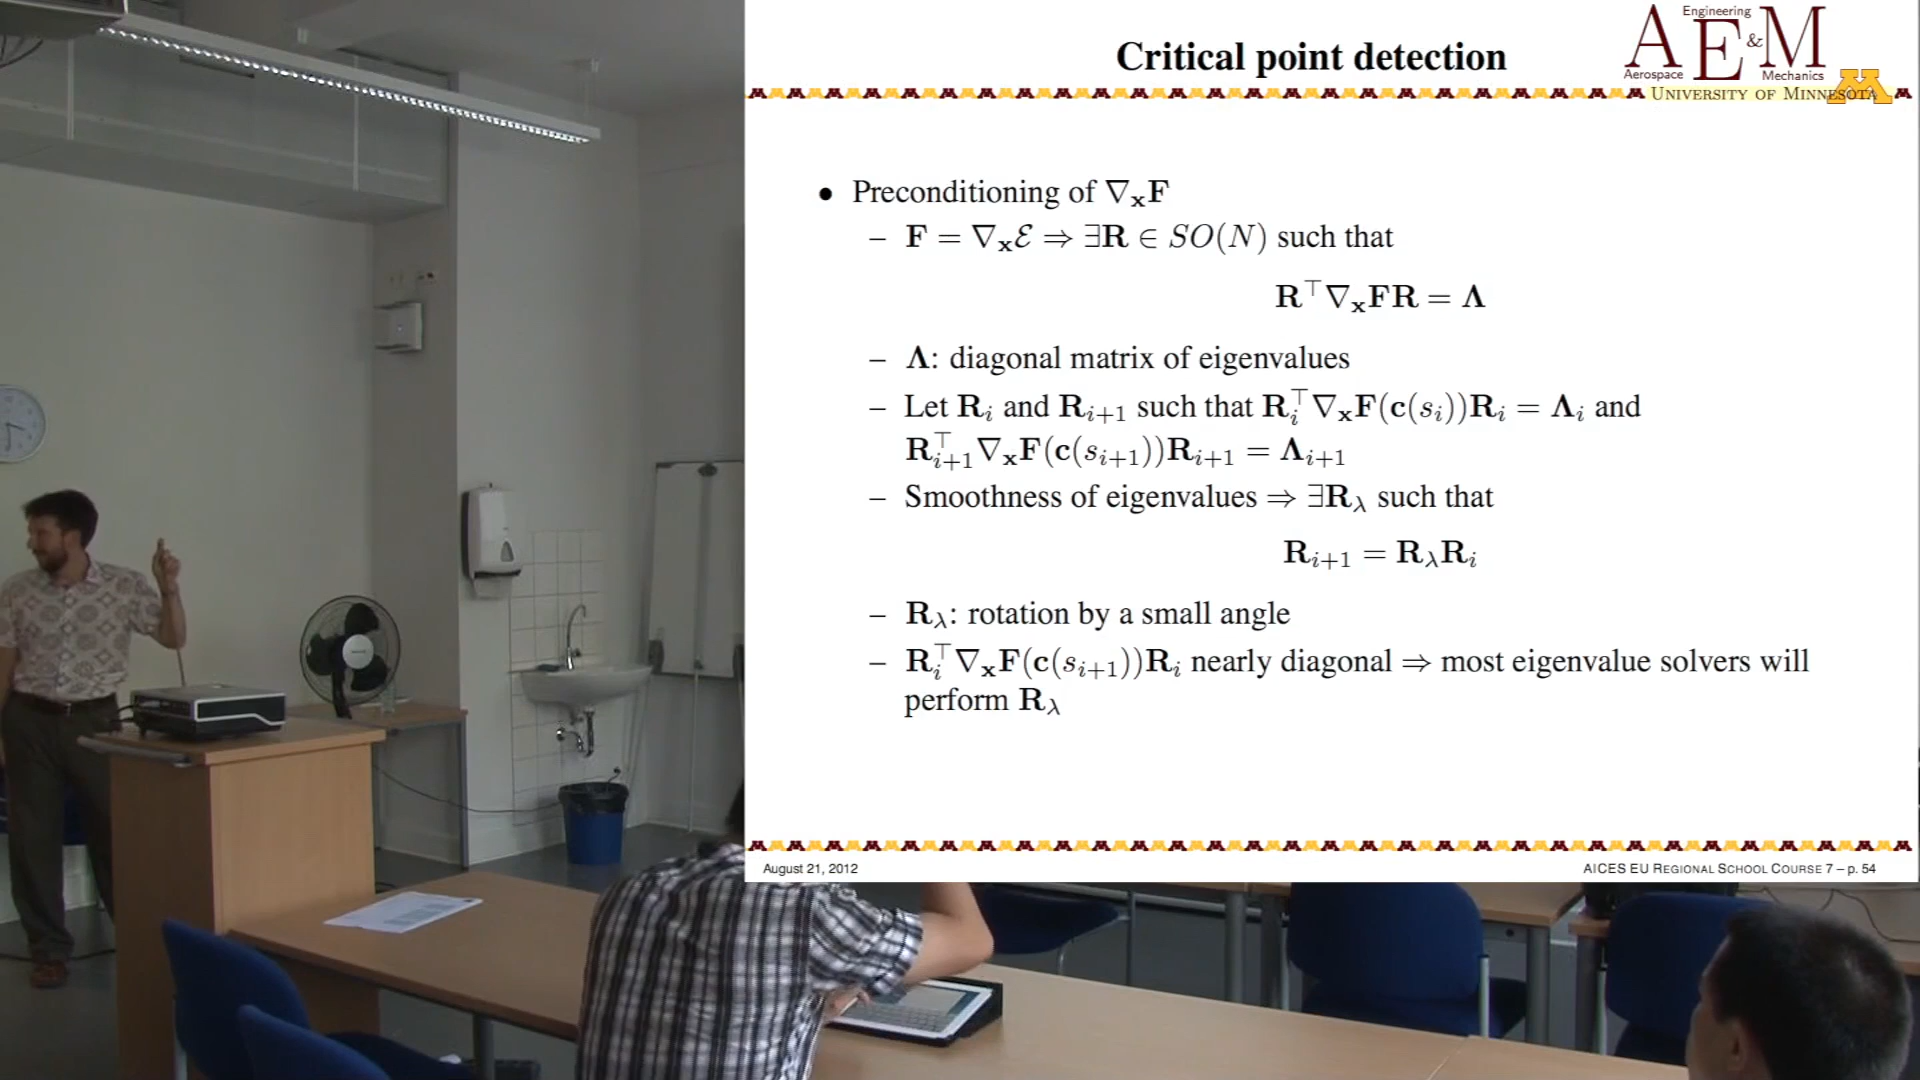 Critical point detection
Engineering
AE&M
Aerospace Mechanics
UNIVERSITY OF MINNESOTA
• Preconditioning of ∇ₓF
– F = ∇ₓℰ ⇒ ∃R ∈ SO(N) such that
R⊤∇ₓFR = Λ
– Λ: diagonal matrix of eigenvalues
– Let Rᵢ and Rᵢ₊₁ such that Rᵢ⊤∇ₓF(c(sᵢ))Rᵢ = Λᵢ and
Rᵢ₊₁⊤∇ₓF(c(sᵢ₊₁))Rᵢ₊₁ = Λᵢ₊₁
– Smoothness of eigenvalues ⇒ ∃R_λ such that
Rᵢ₊₁ = R_λRᵢ
– R_λ: rotation by a small angle
– Rᵢ⊤∇ₓF(c(sᵢ₊₁))Rᵢ nearly diagonal ⇒ most eigenvalue solvers will
perform R_λ
August 21, 2012
AICES EU REGIONAL SCHOOL COURSE 7 – p. 54